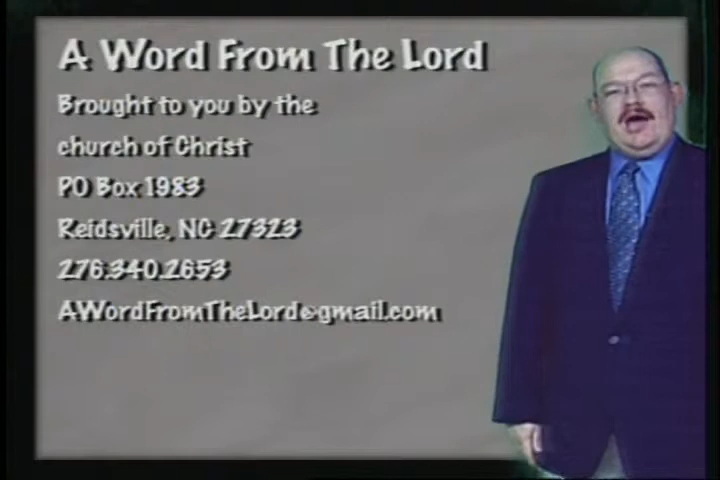 A Word From The Lord
Brought to you by the
church of Christ
PO Box 1983
Reidsville, NC 27323
276.340.2653
AWordFromTheLord@gmail.com